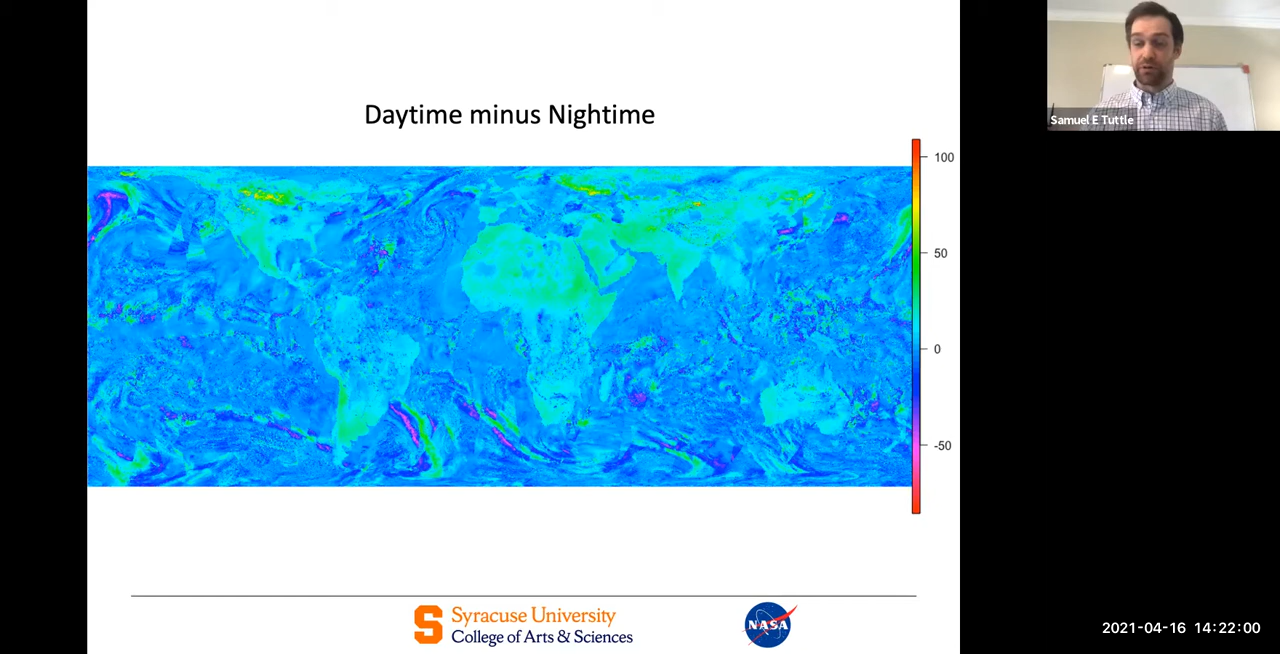 Daytime minus Nightime
Samuel E Tuttle
100
50
0
-50
S Syracuse University
College of Arts & Sciences
NASA
2021-04-16 14:22:00